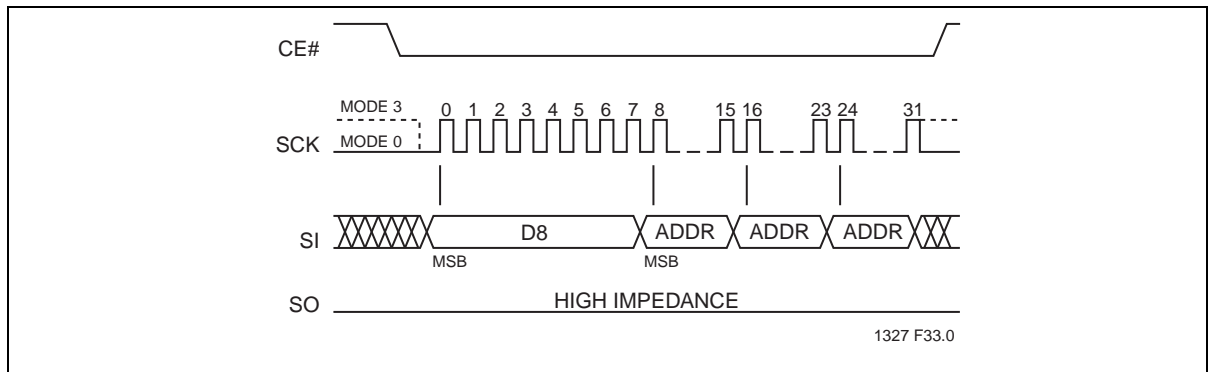 CE#
MODE 3
0 1 2 3 4 5 6 7 8 15 16 23 24 31
SCK MODE 0
SI D8 ADDR ADDR ADDR
MSB MSB
SO HIGH IMPEDANCE
1327 F33.0